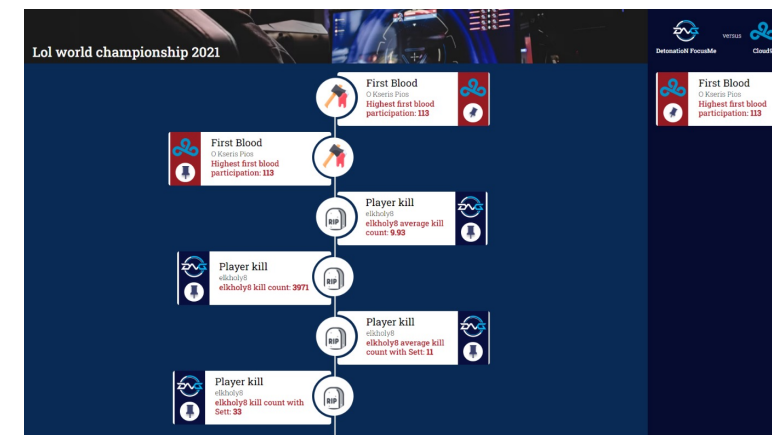 Lol world championship 2021
DetonatioN FocusMe
versus
First Blood
O Kseris Pios
Highest first blood
participation: 113
First Blood
O Kseris Pios
Highest first blood
participation: 113
First Blood
O Kseris Pios
Highest first blood
participation: 113
Player kill
elkholy8
elkholy8 average kill
count: 9.93
RIP
Player kill
elkholy8
elkholy8 kill count: 3971
RIP
Player kill
elkholy8
elkholy8 average kill
count with Sett: 11
RIP
Player kill
elkholy8
elkholy8 kill count with
Sett: 33
RIP